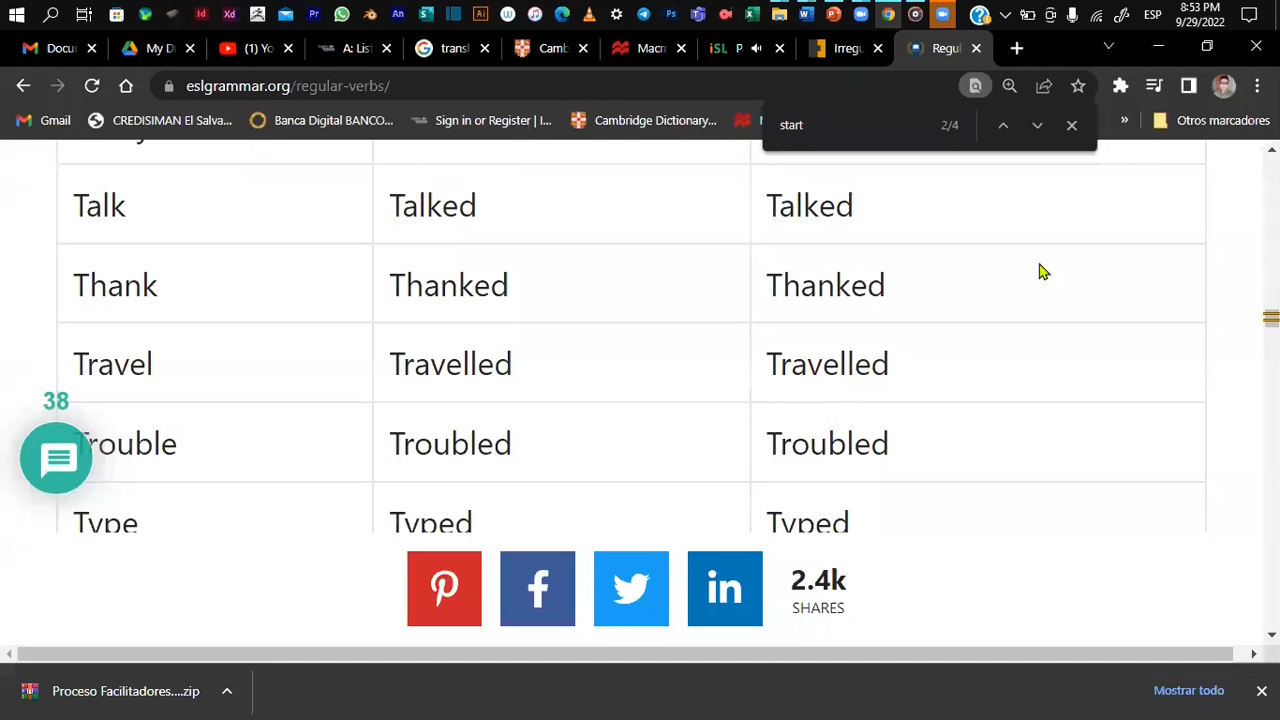 ESP
8:53 PM
9/29/2022
Docu
My D
(1) Yo
A: List
transl
Camb
Macm
iSL P
Irregu
Regul
eslgrammar.org/regular-verbs/
Gmail
CREDISIMAN El Salva...
Banca Digital BANCO...
Sign in or Register | I...
Cambridge Dictionary...
Otros marcadores
start
2/4
Talk Talked Talked
Thank Thanked Thanked
Travel Travelled Travelled
38
Trouble Troubled Troubled
Type Typed Typed
2.4k
SHARES
Proceso Facilitadores....zip
Mostrar todo